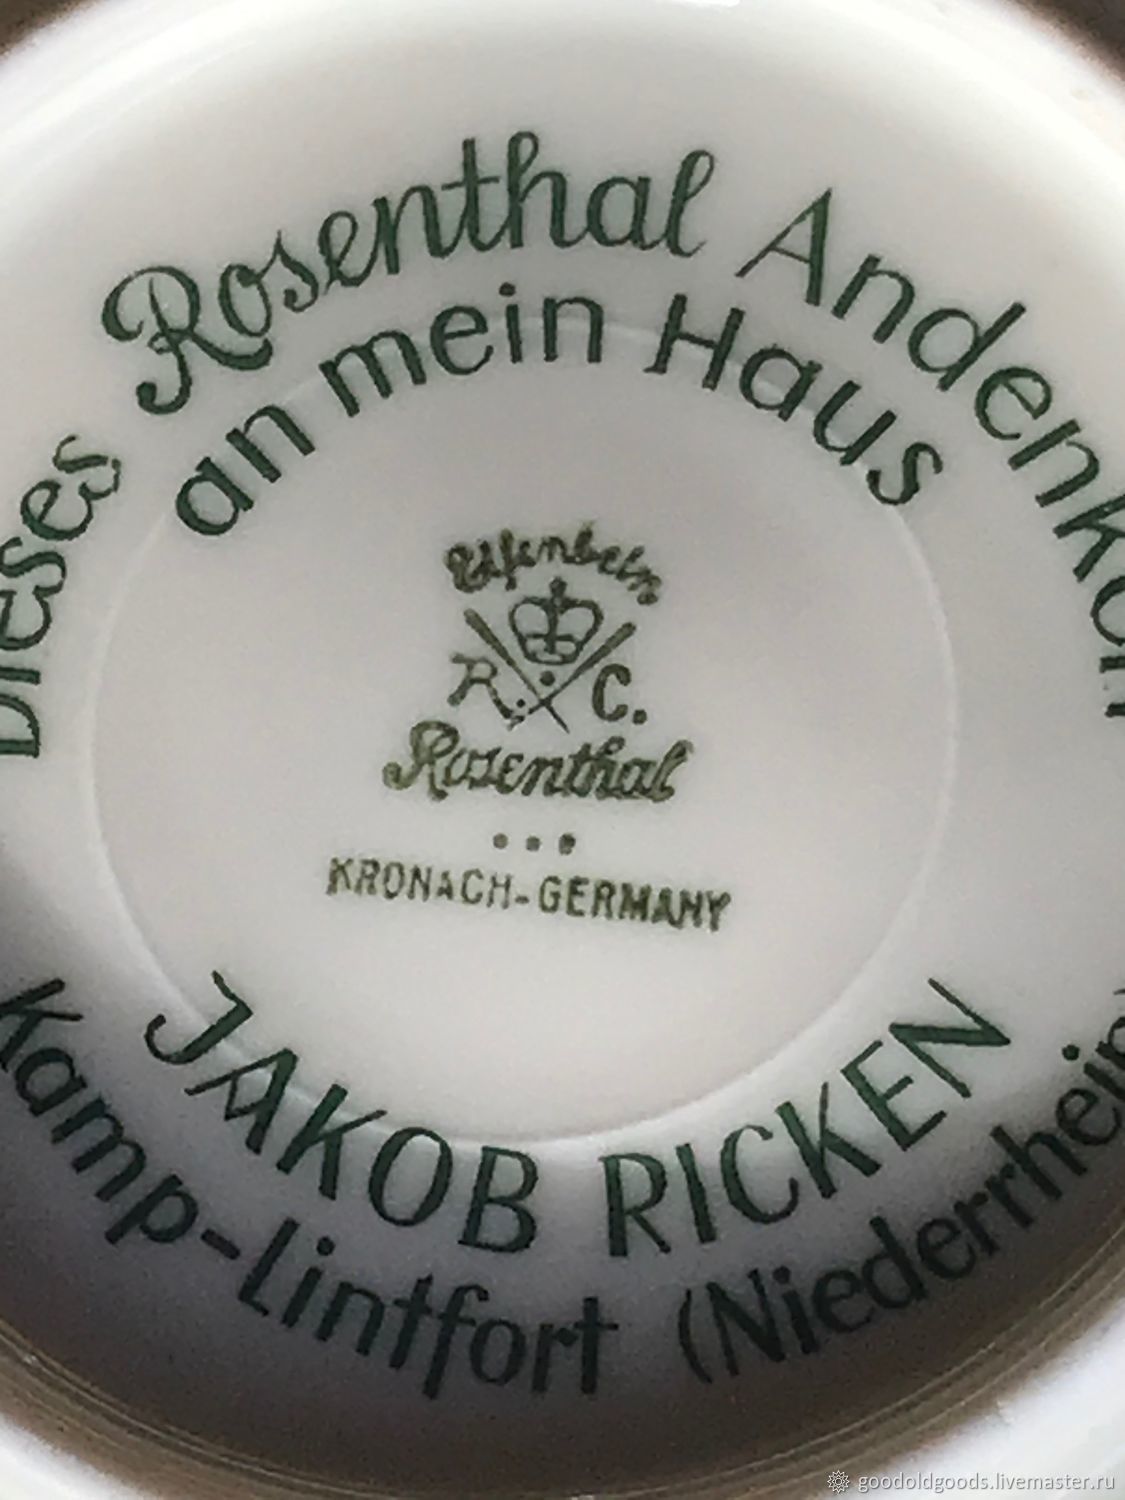 Dieses Rosenthal Andenken
an mein Haus
Elfenbein
R. C.
Rosenthal
KRONACH-GERMANY
JAKOB RICKEN
Kamp-Lintfort (Niederrhein)
goodoldgoods.livemaster.ru